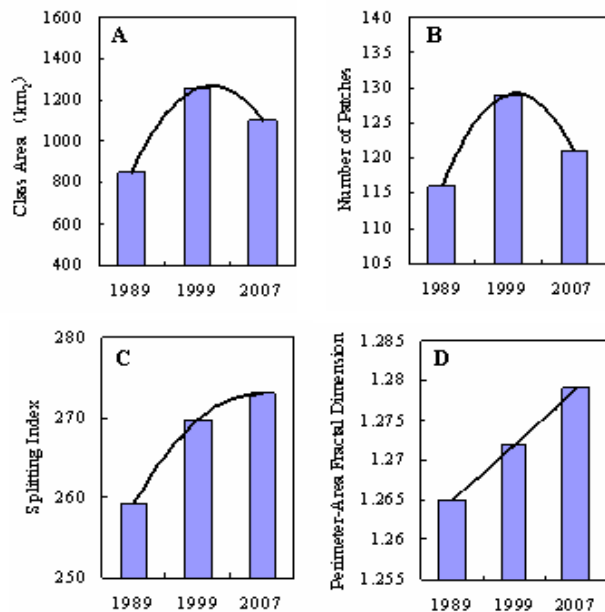 A
Class Area (km2)
1600
1400
1200
1000
800
600
400
1989 1999 2007
B
Number of Patches
140
135
130
125
120
115
110
105
1989 1999 2007
C
Splitting Index
280
270
260
250
1989 1999 2007
D
Perimeter-Area Fractal Dimension
1.285
1.28
1.275
1.27
1.265
1.26
1.255
1989 1999 2007